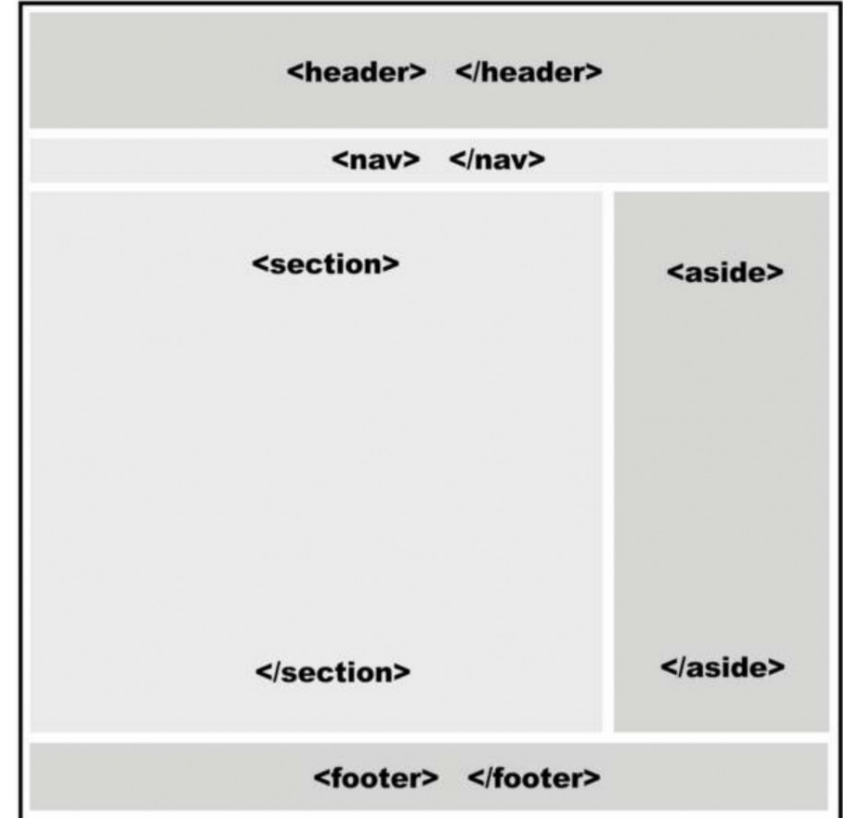 <header> </header>
<nav> </nav>
<section>
</section>
<aside>
</aside>
<footer> </footer>